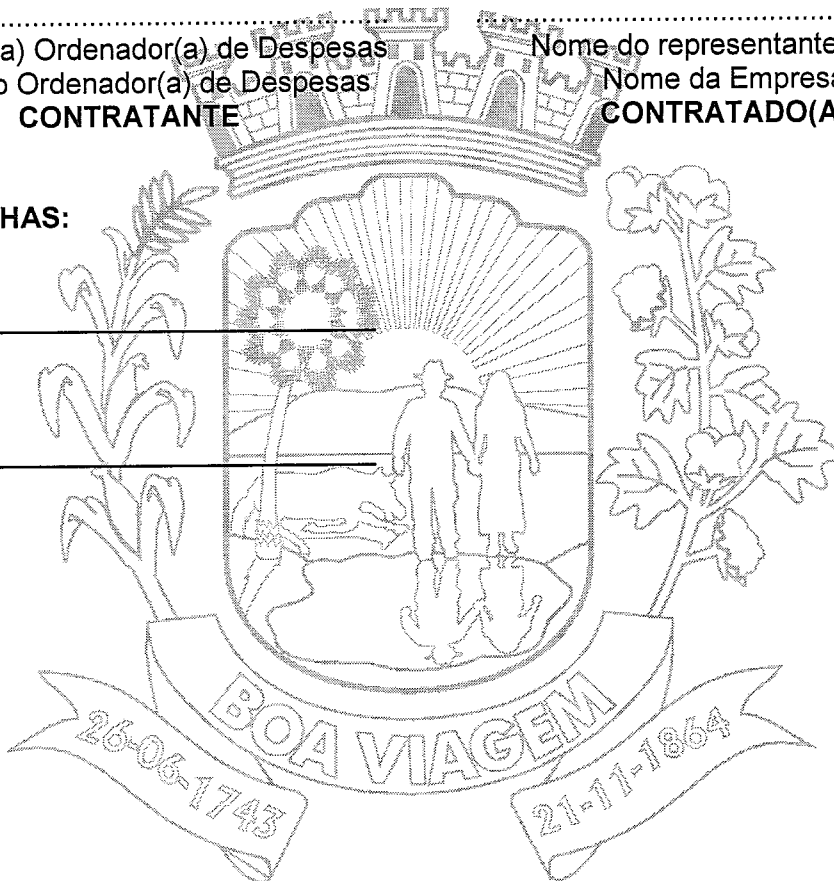 a) Ordenador(a) de Despesas
Nome do representante
o Ordenador(a) de Despesas
Nome da Empresa
CONTRATANTE
CONTRATADO(A
HAS:
BOA VIAGEM
26-06-1743
21-11-1864